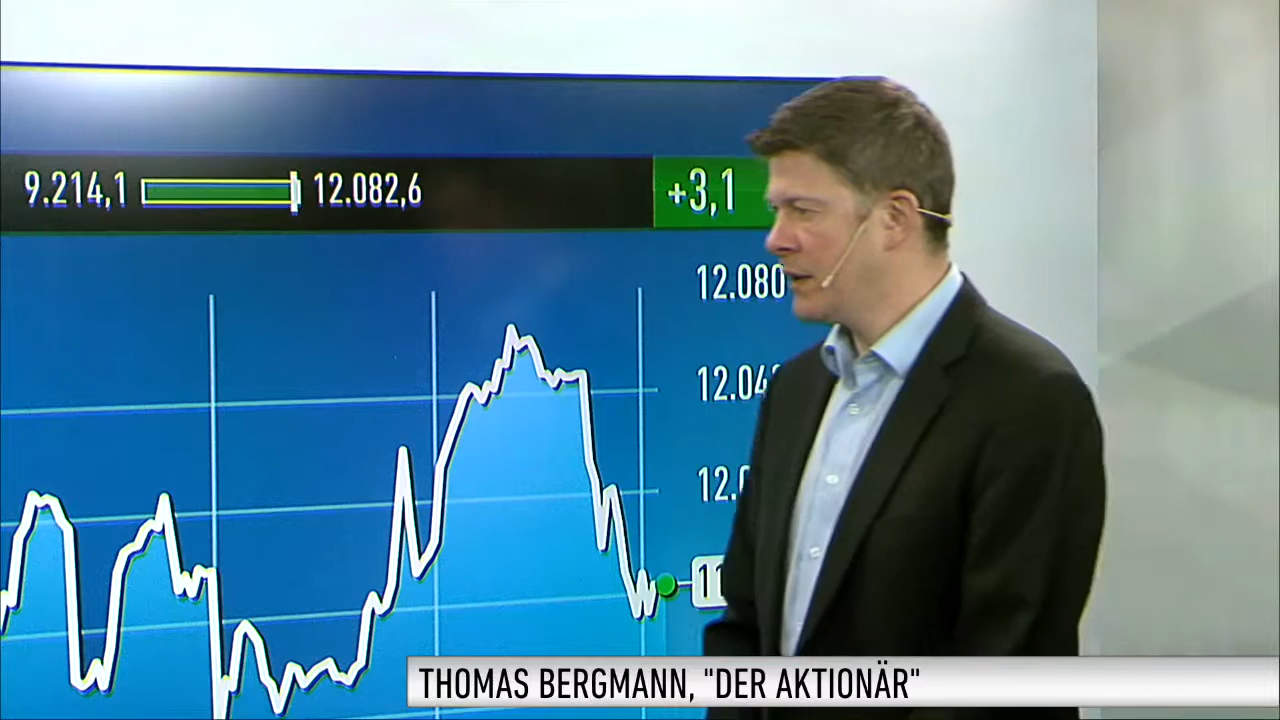 9.214,1 12.082,6 +3,1
12.080
THOMAS BERGMANN, "DER AKTIONÄR"